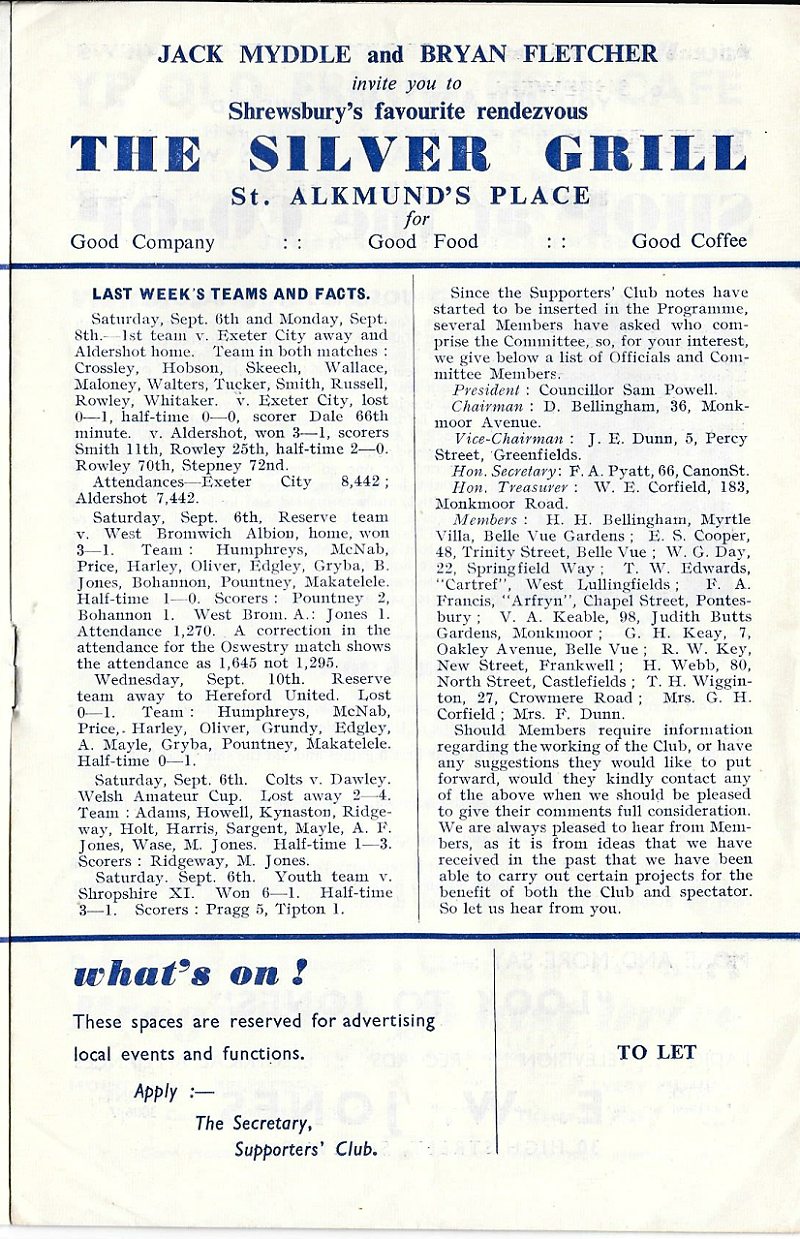 JACK MYDDLE and BRYAN FLETCHER
invite you to
Shrewsbury's favourite rendezvous
THE SILVER GRILL
St. ALKMUND'S PLACE
for
Good Company : : Good Food : : Good Coffee
LAST WEEK'S TEAMS AND FACTS.
Saturday, Sept. 6th and Monday, Sept.
8th.—1st team v. Exeter City away and
Aldershot home. Team in both matches :
Crossley, Hobson, Skeech, Wallace,
Maloney, Walters, Tucker, Smith, Russell,
Rowley, Whitaker. v. Exeter City, lost
0—1, half-time 0—0, scorer Dale 66th
minute. v. Aldershot, won 3—1, scorers
Smith 11th, Rowley 25th, half-time 2—0.
Rowley 70th, Stepney 72nd.
Attendances—Exeter City 8,442 ;
Aldershot 7,442.
Saturday, Sept. 6th, Reserve team
v. West Bromwich Albion, home, won
3—1. Team : Humphreys, McNab,
Price, Harley, Oliver, Edgley, Gryba, B.
Jones, Bohannon, Pountney, Makatelele.
Half-time 1—0. Scorers : Pountney 2,
Bohannon 1. West Brom. A.: Jones 1.
Attendance 1,270. A correction in the
attendance for the Oswestry match shows
the attendance as 1,645 not 1,295.
Wednesday, Sept. 10th. Reserve
team away to Hereford United. Lost
0—1. Team : Humphreys, McNab,
Price,. Harley, Oliver, Grundy, Edgley,
A. Mayle, Gryba, Pountney, Makatelele.
Half-time 0—1.
Saturday, Sept. 6th. Colts v. Dawley.
Welsh Amateur Cup. Lost away 2—4.
Team : Adams, Howell, Kynaston, Ridge-
way, Holt, Harris, Sargent, Mayle, A. F.
Jones, Wase, M. Jones. Half-time 1—3.
Scorers : Ridgeway, M. Jones.
Saturday. Sept. 6th. Youth team v.
Shropshire XI. Won 6—1. Half-time
3—1. Scorers : Pragg 5, Tipton 1.
Since the Supporters' Club notes have
started to be inserted in the Programme,
several Members have asked who com-
prise the Committee, so, for your interest,
we give below a list of Officials and Com-
mittee Members.
President : Councillor Sam Powell.
Chairman : D. Bellingham, 36, Monk-
moor Avenue.
Vice-Chairman : J. E. Dunn, 5, Percy
Street, Greenfields.
Hon. Secretary: F. A. Pyatt, 66, CanonSt.
Hon. Treasurer : W. E. Corfield, 183,
Monkmoor Road.
Members : H. H. Bellingham, Myrtle
Villa, Belle Vue Gardens ; E. S. Cooper,
48, Trinity Street, Belle Vue ; W. G. Day,
22, Springfield Way ; T. W. Edwards,
"Cartref", West Lullingfields ; F. A.
Francis, "Arfryn", Chapel Street, Pontes-
bury ; V. A. Keable, 98, Judith Butts
Gardens, Monkmoor ; G. H. Keay, 7,
Oakley Avenue, Belle Vue ; R. W. Key,
New Street, Frankwell ; H. Webb, 80,
North Street, Castlefields ; T. H. Wiggin-
ton, 27, Crowmere Road ; Mrs. G. H.
Corfield ; Mrs. F. Dunn.
Should Members require information
regarding the working of the Club, or have
any suggestions they would like to put
forward, would they kindly contact any
of the above when we should be pleased
to give their comments full consideration.
We are always pleased to hear from Mem-
bers, as it is from ideas that we have
received in the past that we have been
able to carry out certain projects for the
benefit of both the Club and spectator.
So let us hear from you.
what's on !
These spaces are reserved for advertising
local events and functions.
Apply :—
The Secretary,
Supporters' Club.
TO LET